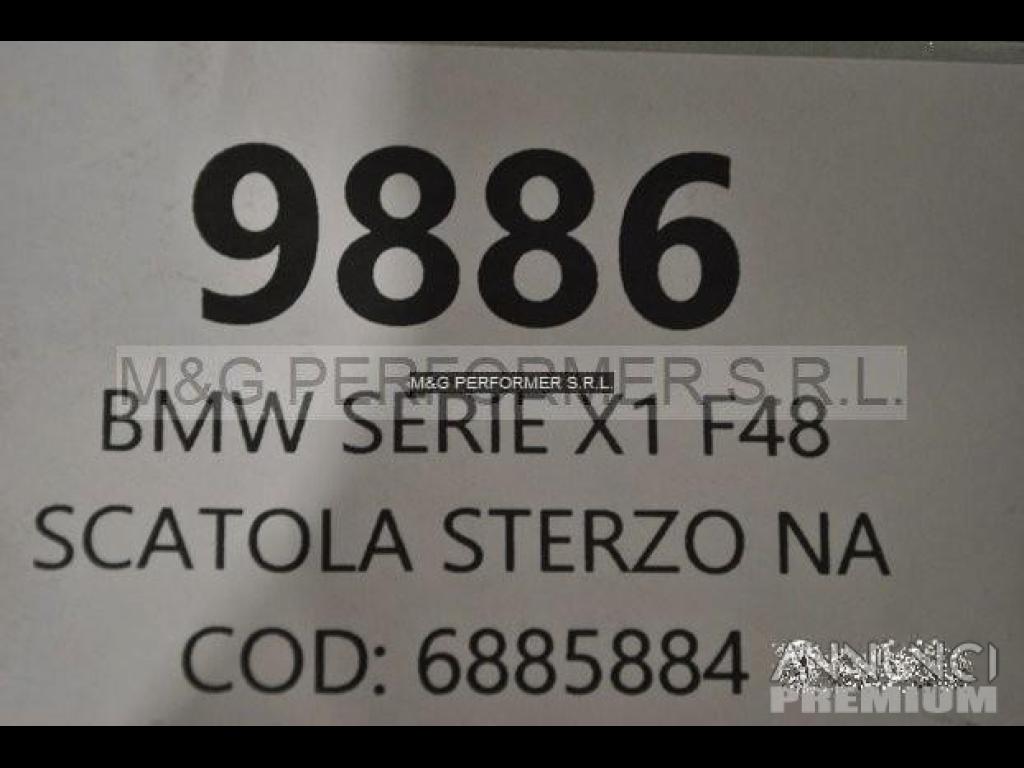 9886
M&G PERFORMER S.R.L.
M&G PERFORMER S.R.L.
BMW SERIE X1 F48
SCATOLA STERZO NA
COD: 6885884
ANNUNCI
PREMIUM